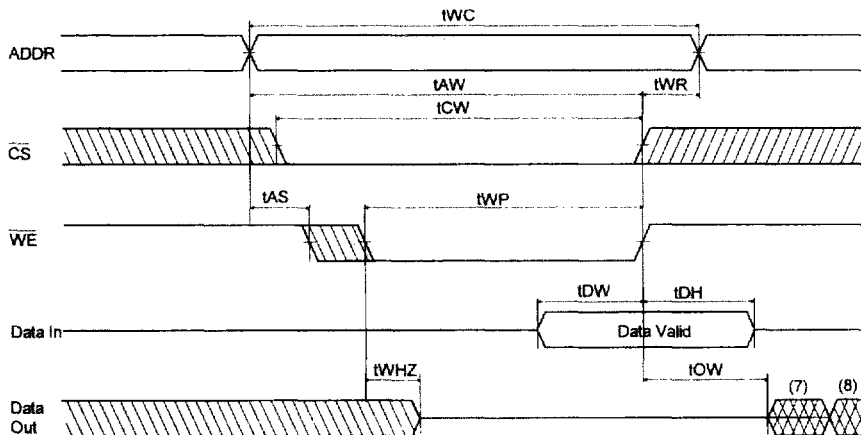 tWC
ADDR
tAW
tWR
tCW
CS
tAS
tWP
WE
tDW
tDH
Data In
Data Valid
tWHZ
tOW
(7)
(8)
Data
Out